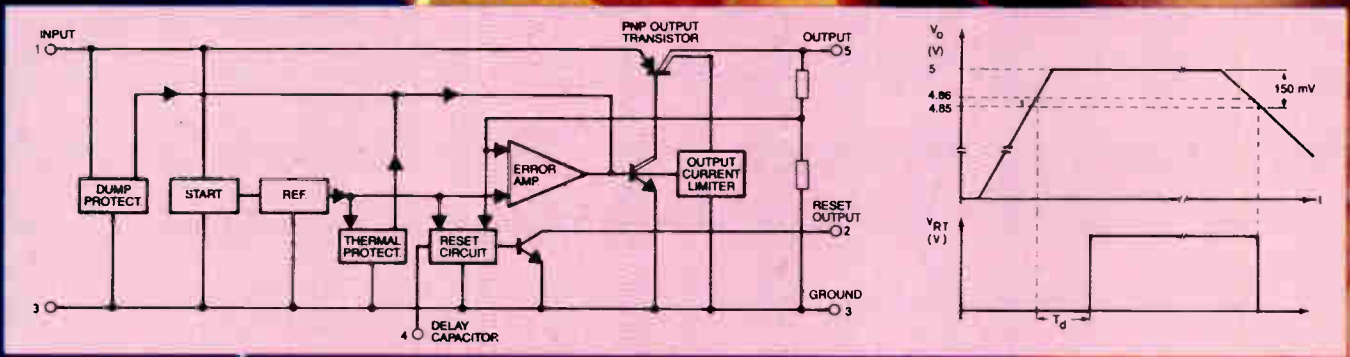 INPUT
1
PNP OUTPUT
TRANSISTOR
OUTPUT
5
DUMP
PROTECT.
START
REF.
THERMAL
PROTECT.
RESET
CIRCUIT
ERROR
AMP.
OUTPUT
CURRENT
LIMITER
RESET
OUTPUT
2
3
GROUND
3
4
DELAY
CAPACITOR
Vo
(V)
5
4.86
4.85
150 mV
t
VRT
(V)
Td